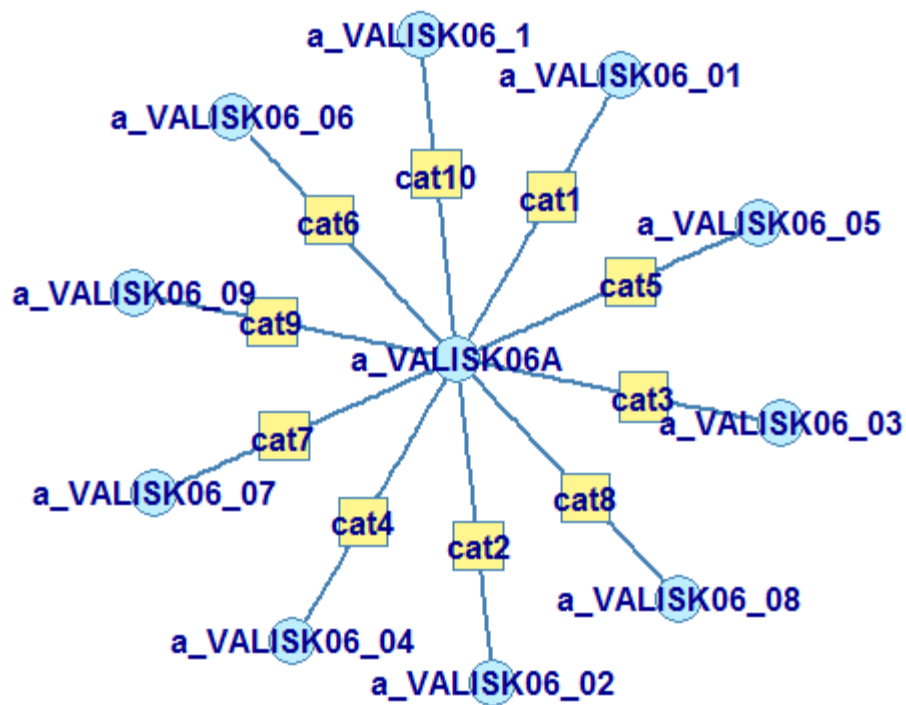 a_VALISK06_1
a_VALISK06_01
a_VALISK06_06
cat10
cat1
cat6
a_VALISK06_05
cat5
a_VALISK06_09
cat9
a_VALISK06A
cat3
a_VALISK06_03
cat7
a_VALISK06_07
cat8
cat4
cat2
a_VALISK06_08
a_VALISK06_04
a_VALISK06_02